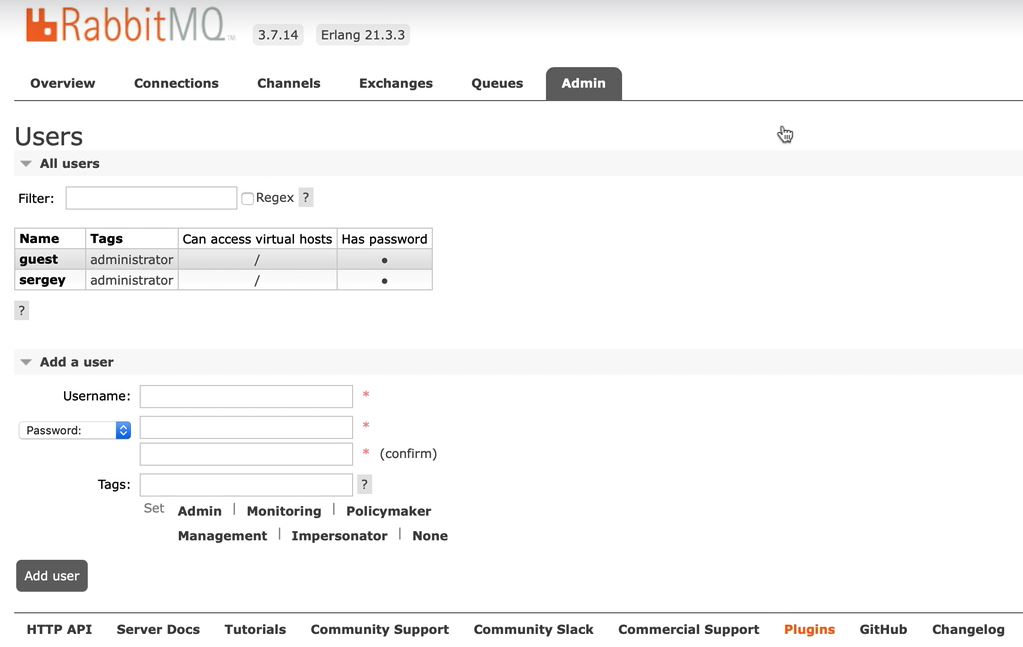 RabbitMQ TM 3.7.14 Erlang 21.3.3
Overview Connections Channels Exchanges Queues Admin
Users
All users
Filter: Regex ?
Name Tags Can access virtual hosts Has password
guest administrator / ●
sergey administrator / ●
?
Add a user
Username: *
Password: *
* (confirm)
Tags: ?
Set Admin | Monitoring | Policymaker
Management | Impersonator | None
Add user
HTTP API Server Docs Tutorials Community Support Community Slack Commercial Support Plugins GitHub Changelog